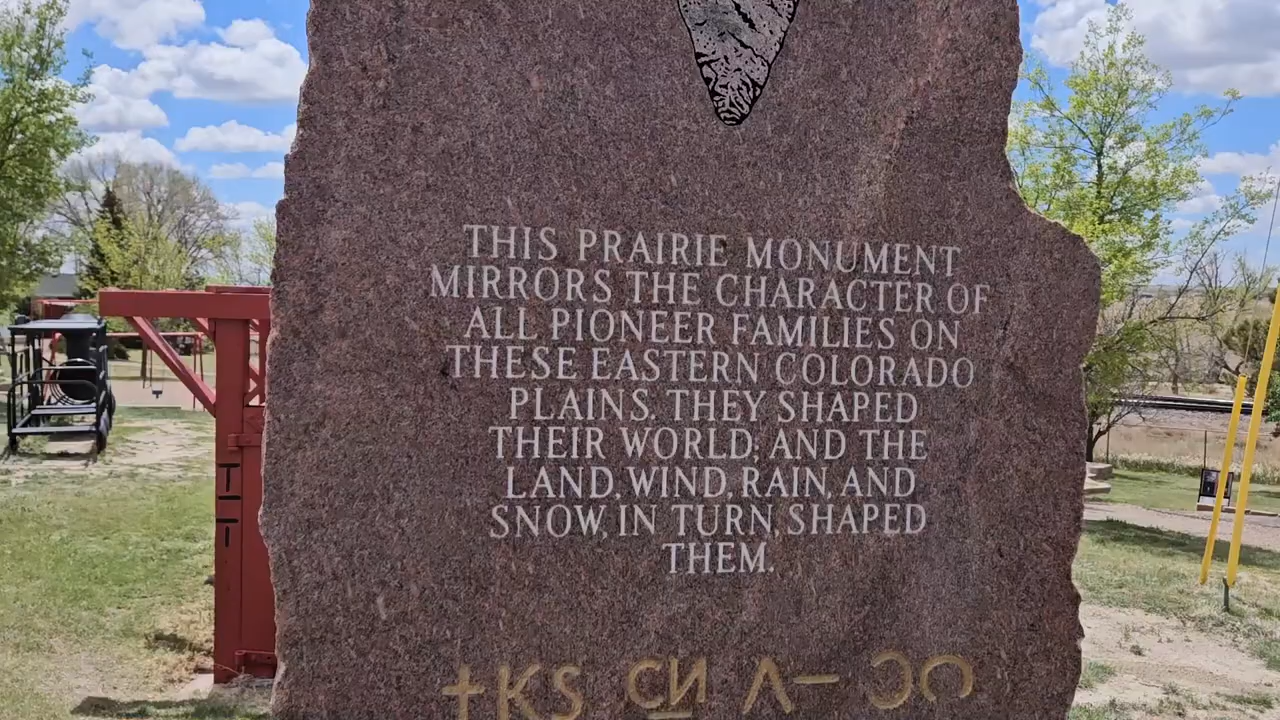 THIS PRAIRIE MONUMENT
MIRRORS THE CHARACTER OF
ALL PIONEER FAMILIES ON
THESE EASTERN COLORADO
PLAINS. THEY SHAPED
THEIR WORLD; AND THE
LAND, WIND, RAIN, AND
SNOW, IN TURN, SHAPED
THEM.